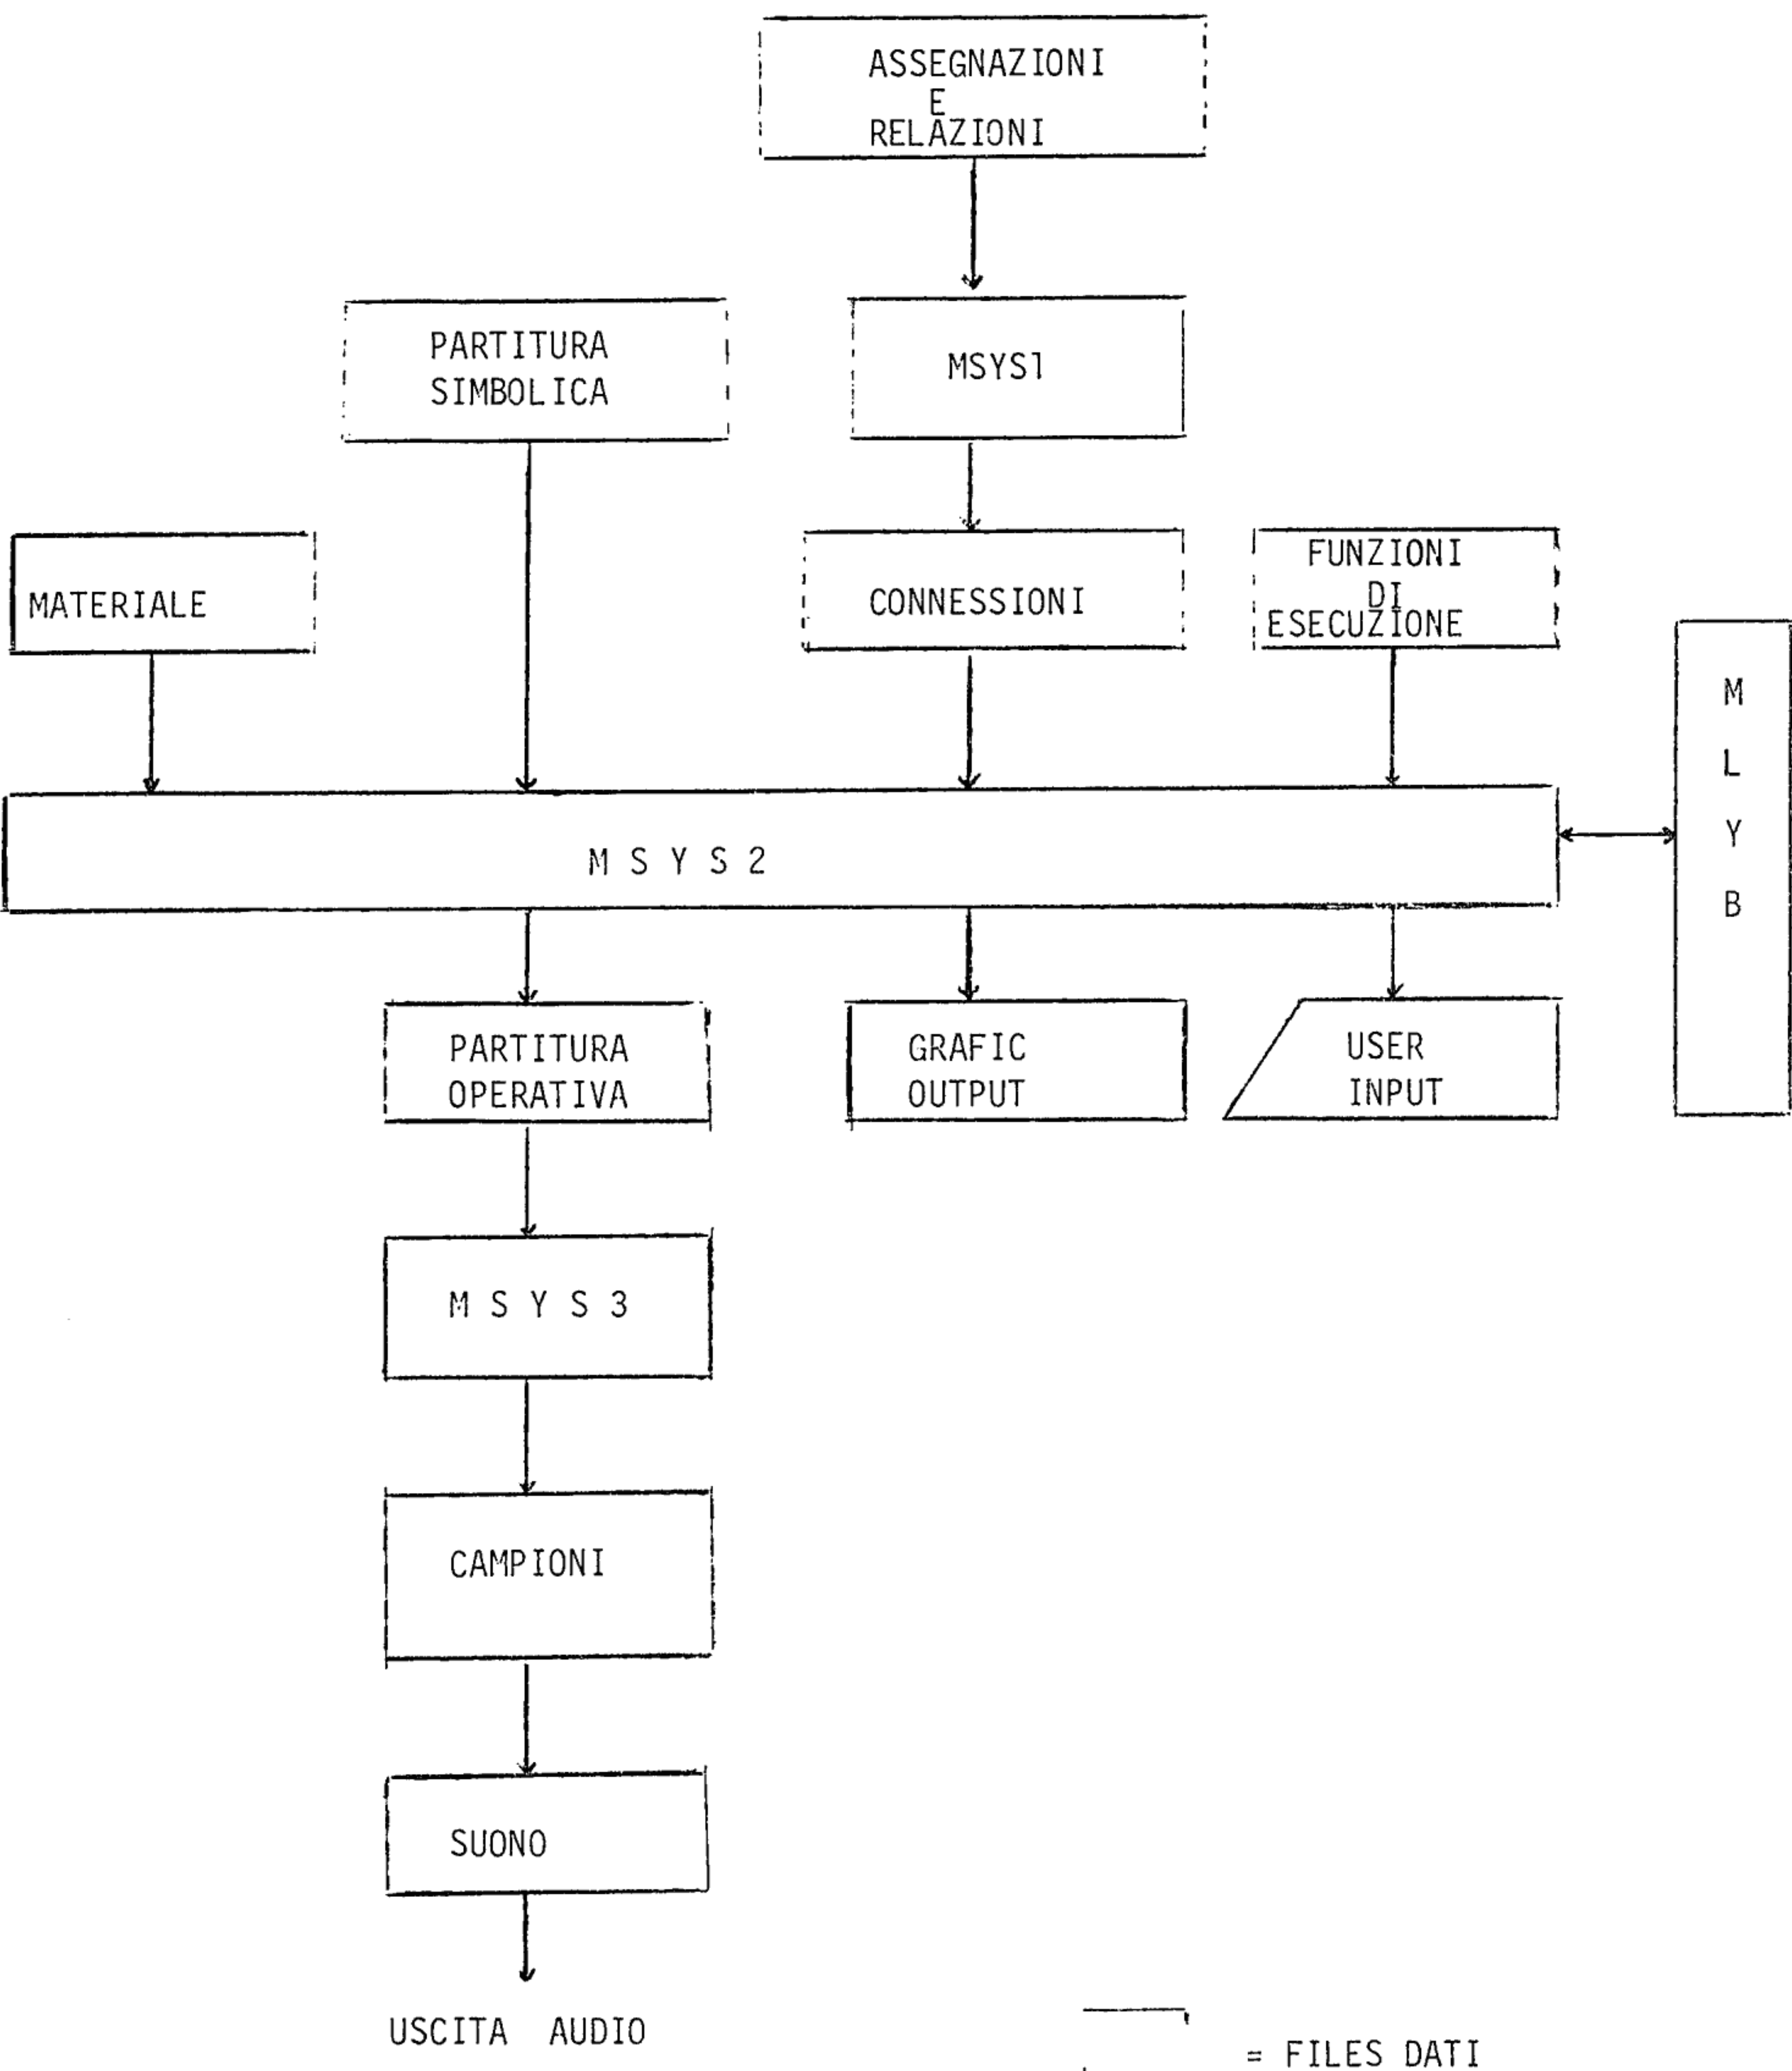 ASSEGNAZIONI
E
RELAZIONI
PARTITURA
SIMBOLICA
MSYS1
MATERIALE
CONNESSIONI
FUNZIONI
DI
ESECUZIONE
M
L
Y
B
M S Y S 2
PARTITURA
OPERATIVA
GRAFIC
OUTPUT
USER
INPUT
M S Y S 3
CAMPIONI
SUONO
USCITA AUDIO
= FILES DATI